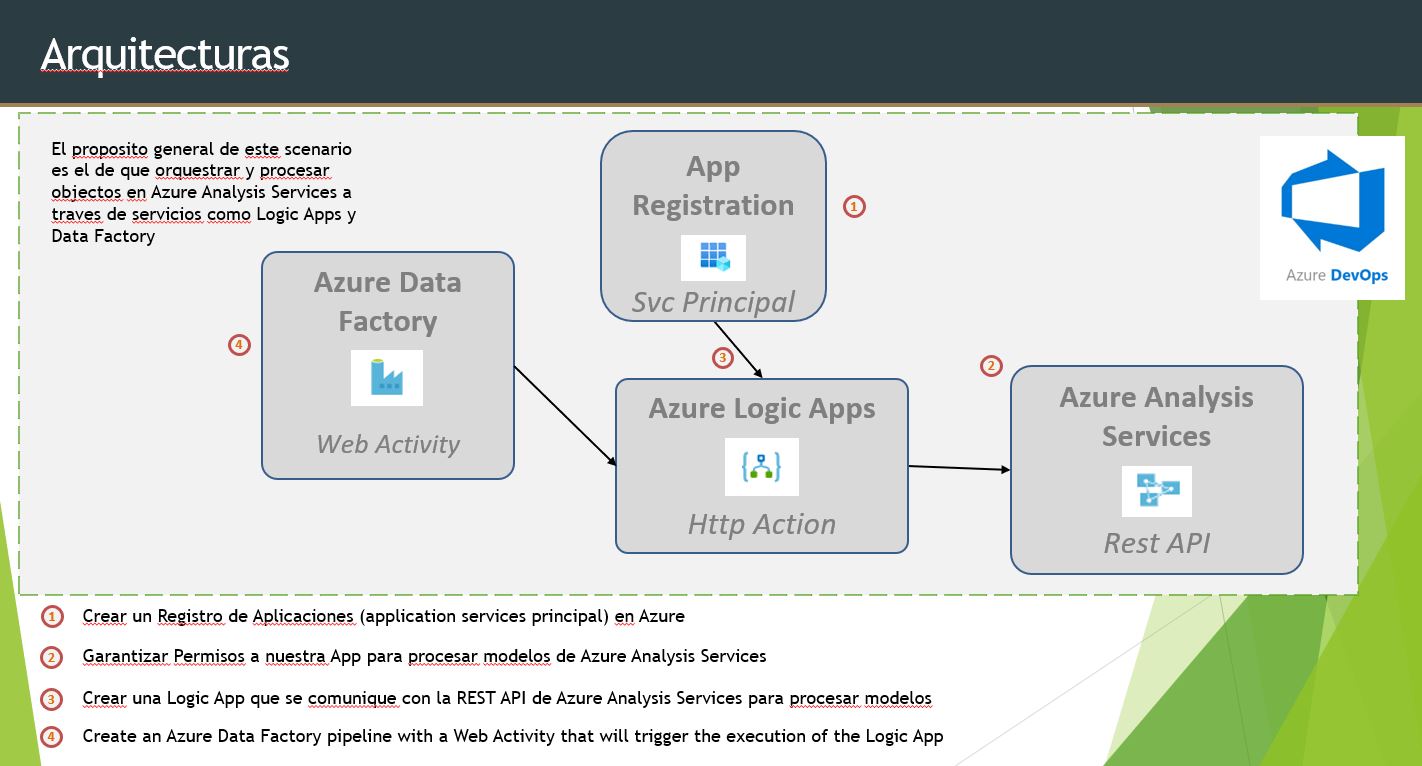 Arquitecturas
El proposito general de este scenario
es el de que orquestrar y procesar
objectos en Azure Analysis Services a
traves de servicios como Logic Apps y
Data Factory
App
Registration
Svc Principal
1
Azure DevOps
Azure Data
Factory
Web Activity
4
3
2
Azure Logic Apps
Http Action
Azure Analysis
Services
Rest API
1 Crear un Registro de Aplicaciones (application services principal) en Azure
2 Garantizar Permisos a nuestra App para procesar modelos de Azure Analysis Services
3 Crear una Logic App que se comunique con la REST API de Azure Analysis Services para procesar modelos
4 Create an Azure Data Factory pipeline with a Web Activity that will trigger the execution of the Logic App